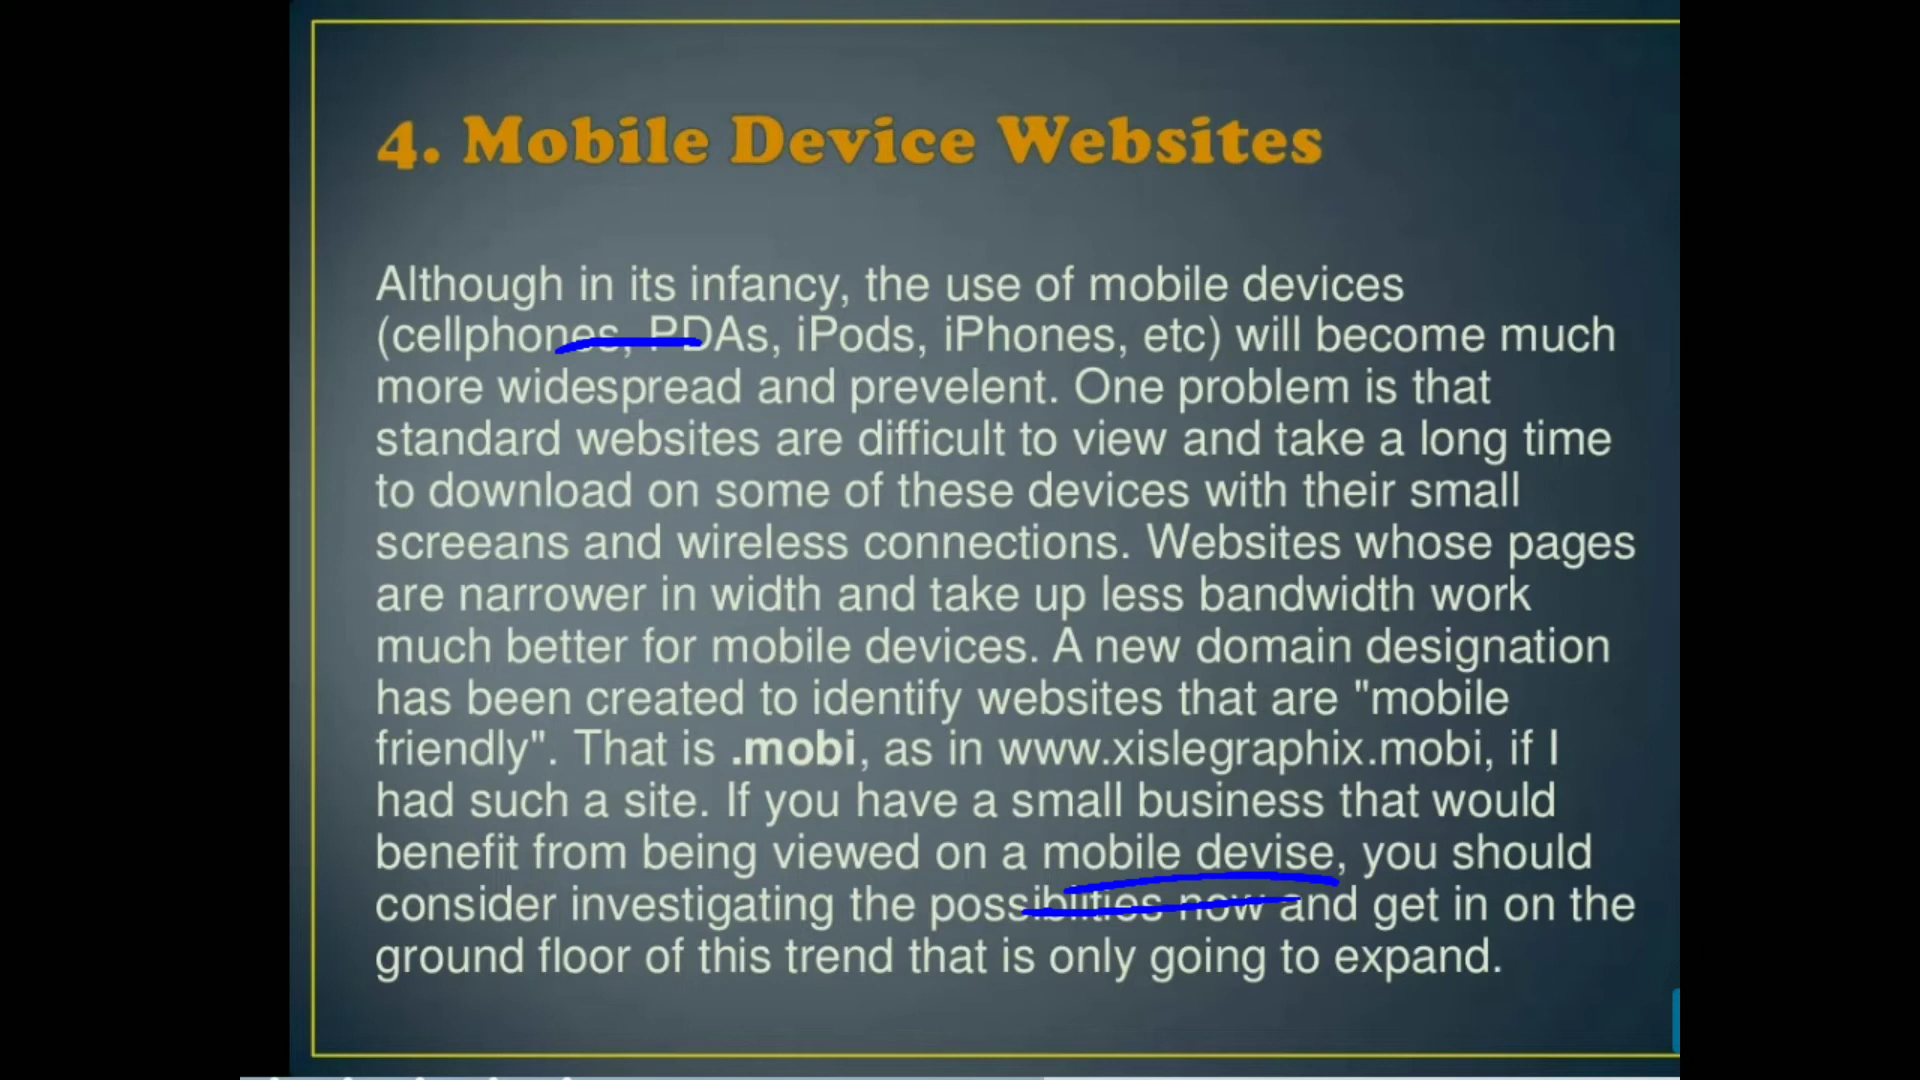 4. Mobile Device Websites
Although in its infancy, the use of mobile devices
(cellphones, PDAs, iPods, iPhones, etc) will become much
more widespread and prevelent. One problem is that
standard websites are difficult to view and take a long time
to download on some of these devices with their small
screeans and wireless connections. Websites whose pages
are narrower in width and take up less bandwidth work
much better for mobile devices. A new domain designation
has been created to identify websites that are "mobile
friendly". That is .mobi, as in www.xislegraphix.mobi, if I
had such a site. If you have a small business that would
benefit from being viewed on a mobile devise, you should
consider investigating the possiblities now and get in on the
ground floor of this trend that is only going to expand.